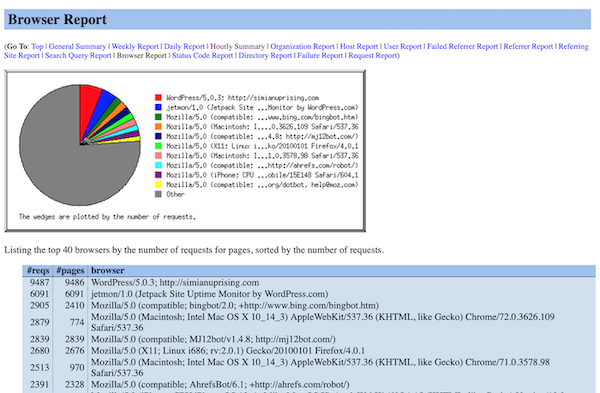 Browser Report
(Go To: Top | General Summary | Weekly Report | Daily Report | Hourly Summary | Organization Report | Host Report | User Report | Failed Referrer Report | Referrer Report | Referring
Site Report | Search Query Report | Browser Report | Status Code Report | Directory Report | Failure Report | Request Report)
WordPress/5.0.3; http://simianuprising.com
jetmon/1.0 (Jetpack Site ...Monitor by WordPress.com)
Mozilla/5.0 (compatible; ...www.bing.com/bingbot.htm)
Mozilla/5.0 (Macintosh; I....0.3626.109 Safari/537.36
Mozilla/5.0 (compatible; ...4.8; http://mj12bot.com/)
Mozilla/5.0 (X11; Linux i...ko/20100101 Firefox/4.0.1
Mozilla/5.0 (Macintosh; I...1.0.3578.98 Safari/537.36
Mozilla/5.0 (compatible; ...http://ahrefs.com/robot/)
Mozilla/5.0 (iPhone; CPU ...obile/15E148 Safari/604.1
Mozilla/5.0 (compatible; ...org/dotbot, help@moz.com)
Other
The wedges are plotted by the number of requests.
Listing the top 40 browsers by the number of requests for pages, sorted by the number of requests.
#reqs #pages browser
9487 9486 WordPress/5.0.3; http://simianuprising.com
6091 6091 jetmon/1.0 (Jetpack Site Uptime Monitor by WordPress.com)
2905 2410 Mozilla/5.0 (compatible; bingbot/2.0; +http://www.bing.com/bingbot.htm)
2879 774 Mozilla/5.0 (Macintosh; Intel Mac OS X 10_14_3) AppleWebKit/537.36 (KHTML, like Gecko) Chrome/72.0.3626.109
Safari/537.36
2839 2839 Mozilla/5.0 (compatible; MJ12bot/v1.4.8; http://mj12bot.com/)
2680 2676 Mozilla/5.0 (X11; Linux i686; rv:2.0.1) Gecko/20100101 Firefox/4.0.1
2513 970 Mozilla/5.0 (Macintosh; Intel Mac OS X 10_14_3) AppleWebKit/537.36 (KHTML, like Gecko) Chrome/71.0.3578.98
Safari/537.36
2391 2328 Mozilla/5.0 (compatible; AhrefsBot/6.1; +http://ahrefs.com/robot/)